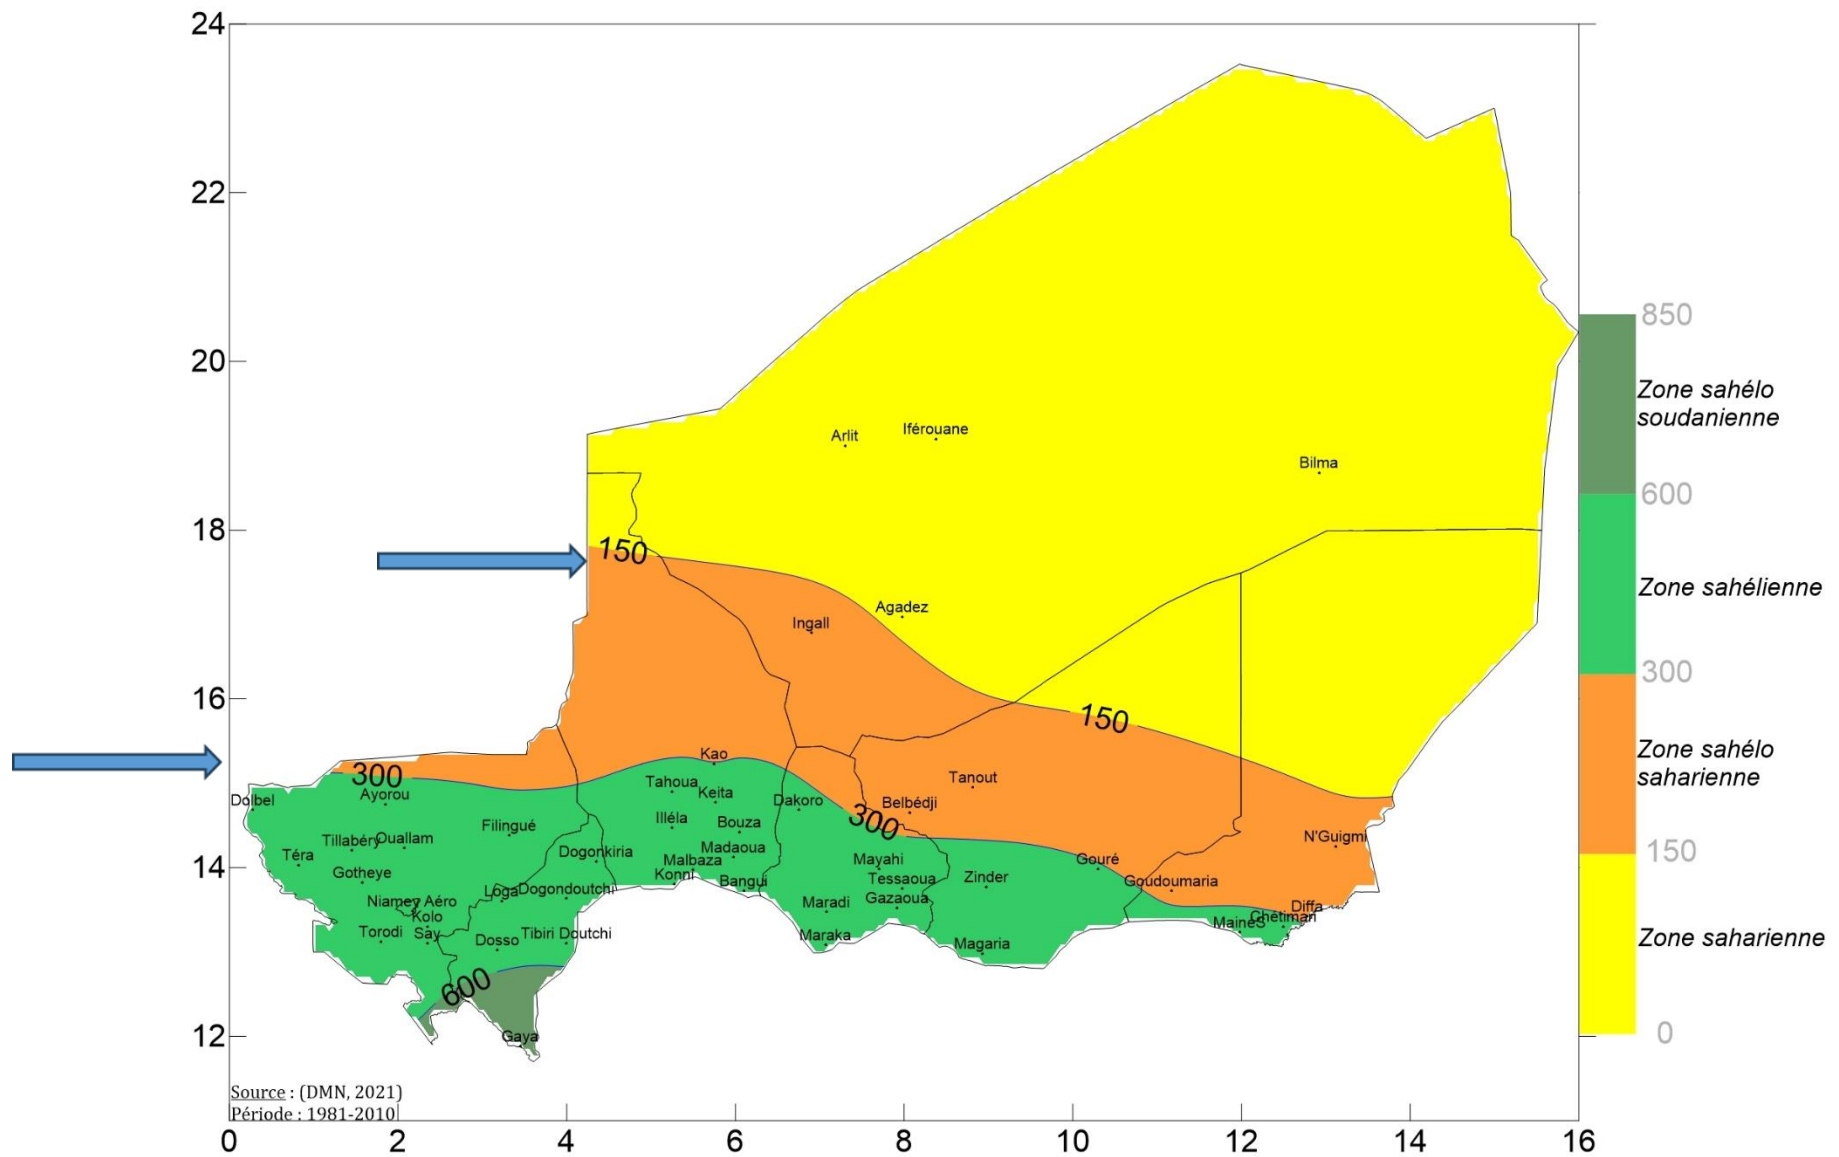 24
22
20
18
16
14
12
0
2
4
6
8
10
12
14
16
Arlit
Iférouane
Bilma
150
Agadez
Ingall
150
Kao
300
Tahoua
Keita
Tanout
Dolbel
Ayorou
Dakoro
Belbédji
Illéla
Bouza
300
Filingué
N'Guigmi
Tillabéry
Ouallam
Madaoua
Téra
Dogonkiria
Malbaza
Mayahi
Gouré
Gotheye
Konni
Bangui
Tessaoua
Zinder
Goudoumaria
Loga
Dogondoutchi
Niamey Aéro
Maradi
Gazaoua
Diffa
Kolo
Chétiman
MaineS
Torodi
Say
Dosso
Tibiri Doutchi
Maraka
Magaria
600
Gaya
850
Zone sahélo
soudanienne
600
Zone sahélienne
300
Zone sahélo
saharienne
150
Zone saharienne
0
Source : (DMN, 2021)
Période : 1981-2010